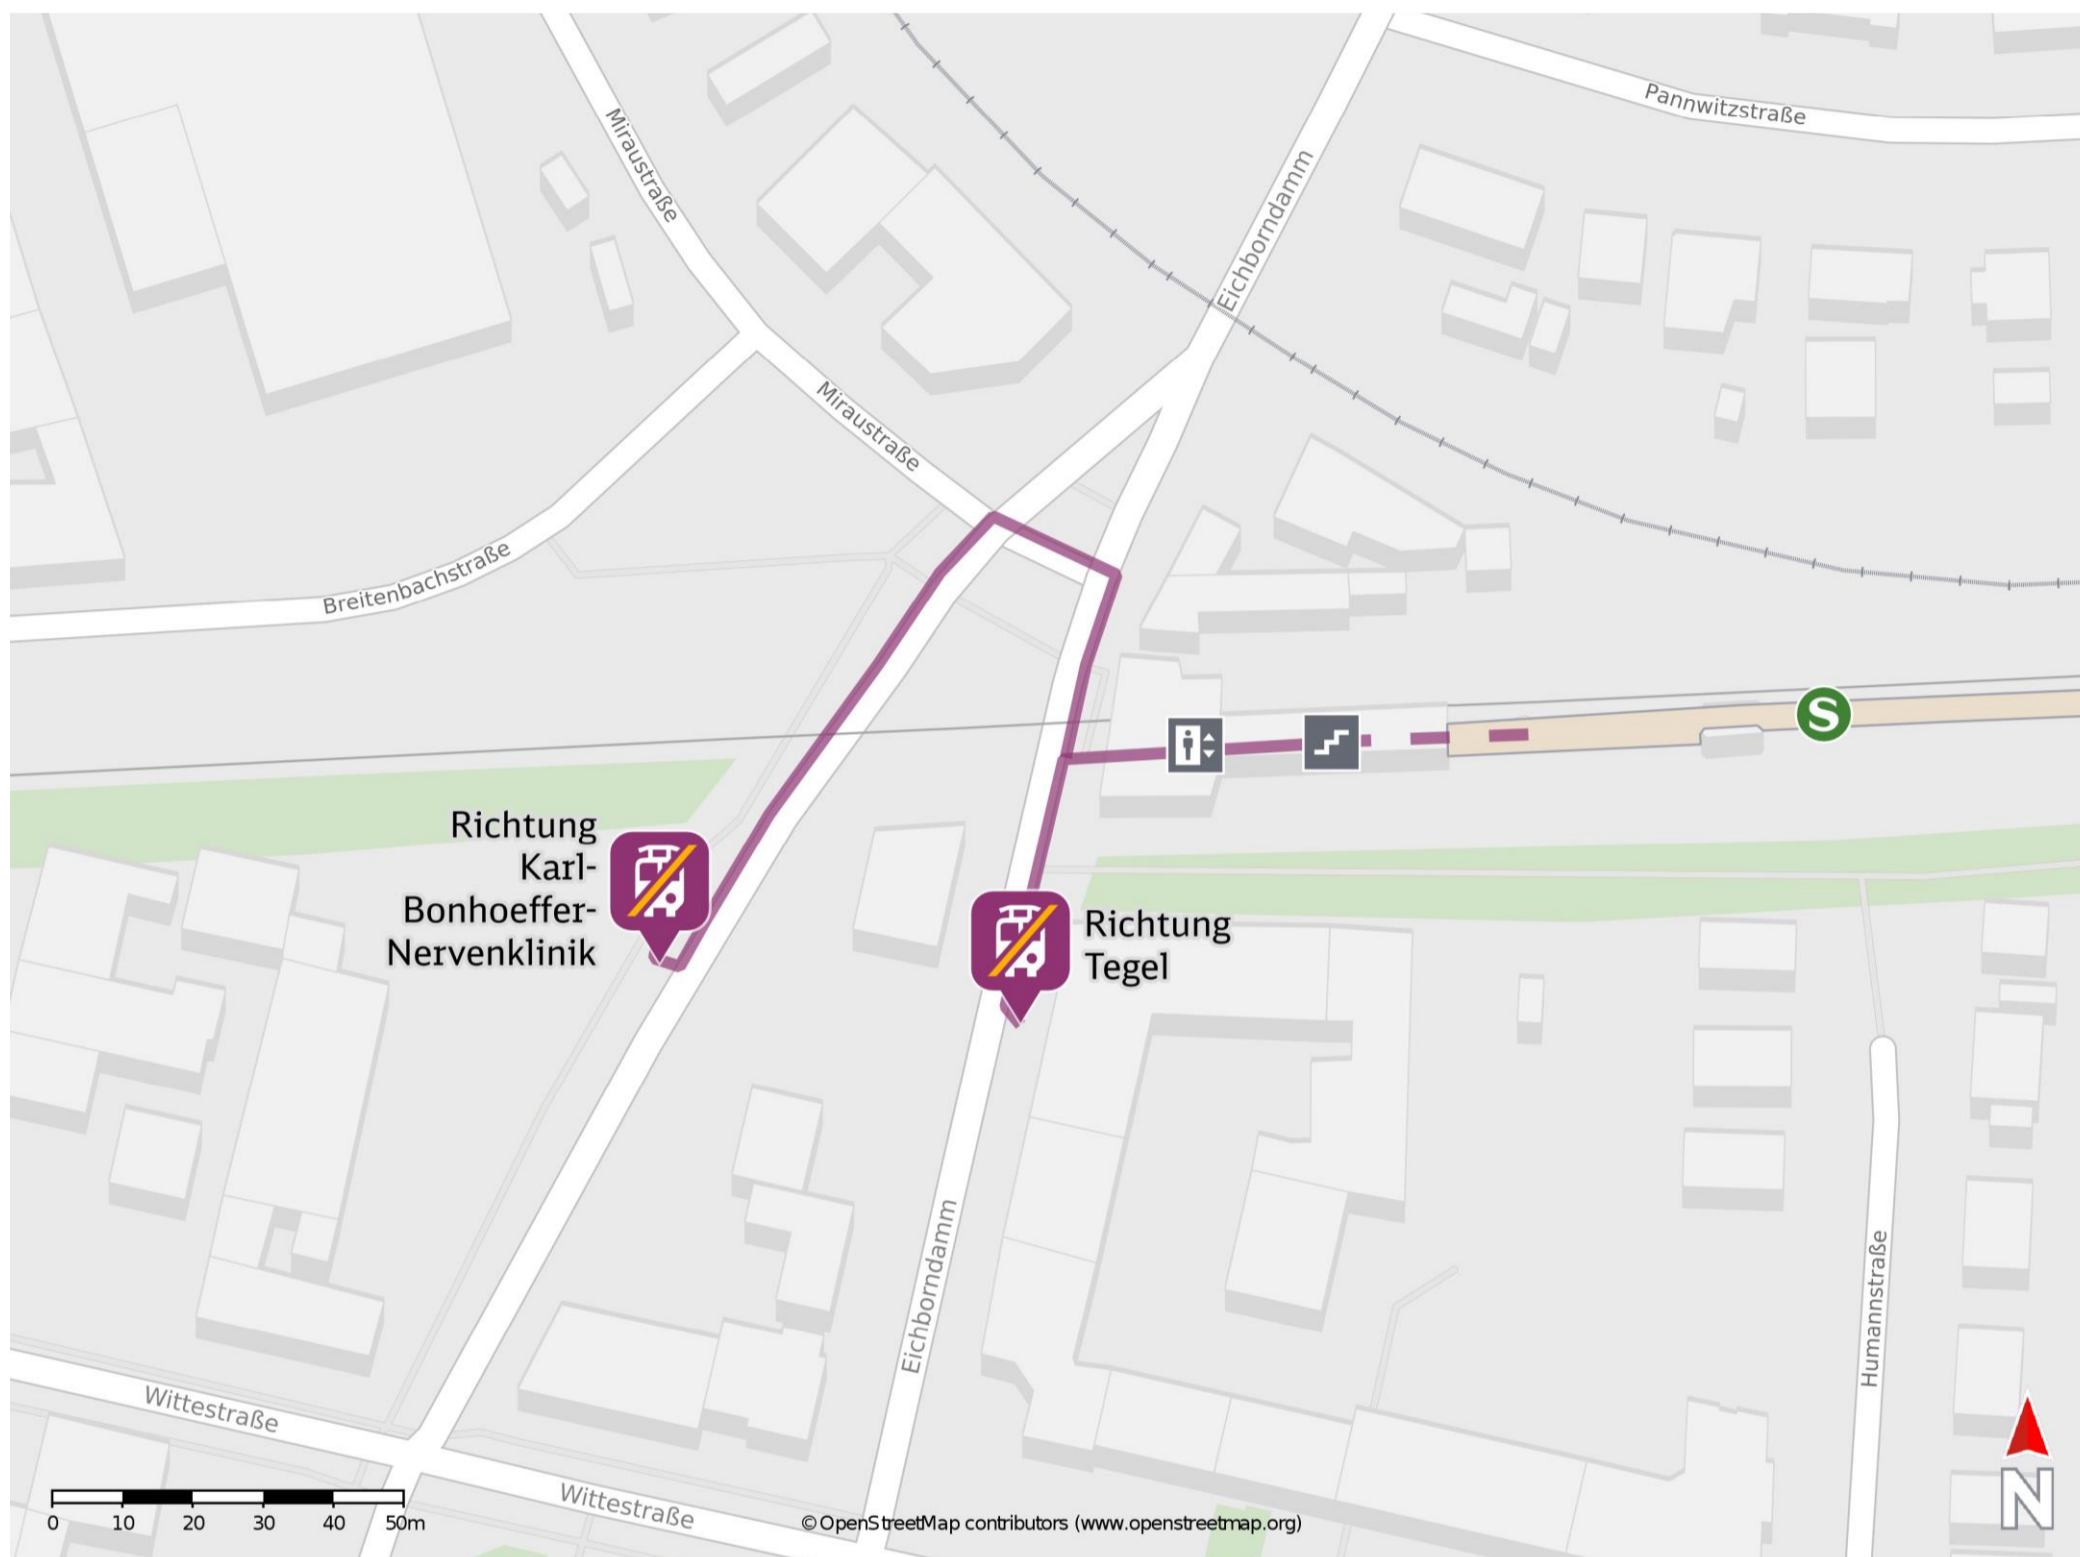 Pannwitzstraße
Miraustraße
Eichborndamm
Miraustraße
Breitenbachstraße
S
Richtung
Karl-
Bonhoeffer-
Nervenklinik
Richtung
Tegel
Eichborndamm
Humannstraße
Wittestraße
Wittestraße
N
0 10 20 30 40 50m
© OpenStreetMap contributors (www.openstreetmap.org)